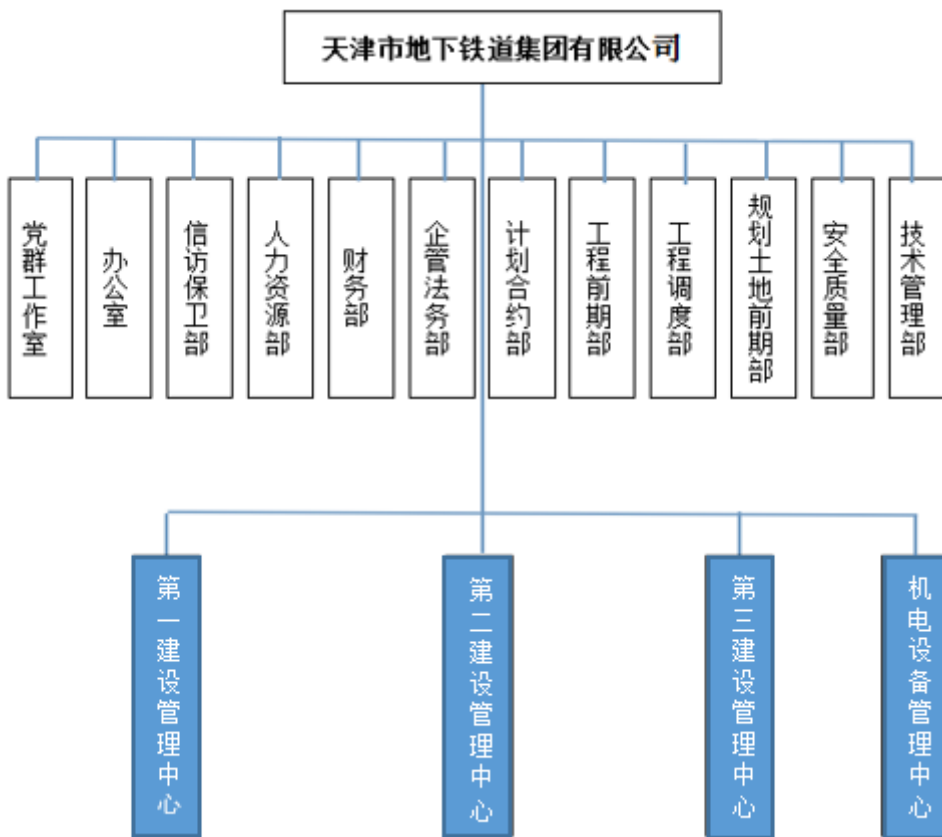 天津市地下铁道集团有限公司
党群工作室
办公室
信访保卫部
人力资源部
财务部
企管法务部
计划合约部
工程前期部
工程调度部
规划土地前期部
安全质量部
技术管理部
第一建设管理中心
第二建设管理中心
第三建设管理中心
机电设备管理中心